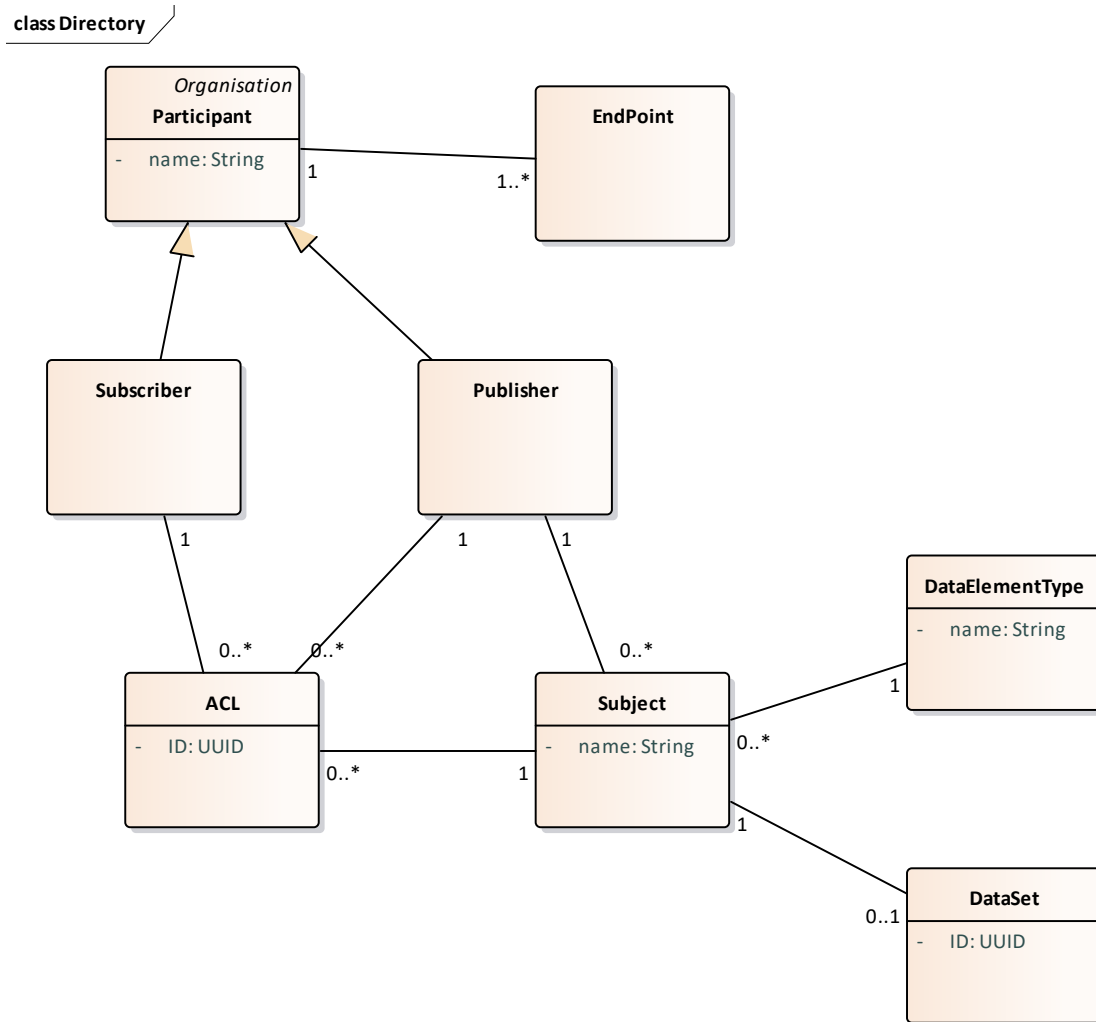 class Directory
Organisation
Participant
- name: String
EndPoint
1
1..*
Subscriber
Publisher
1
1
1
0..*
0..*
0..*
DataElementType
- name: String
1
ACL
- ID: UUID
Subject
- name: String
0..*
0..*
1
1
DataSet
- ID: UUID
0..1